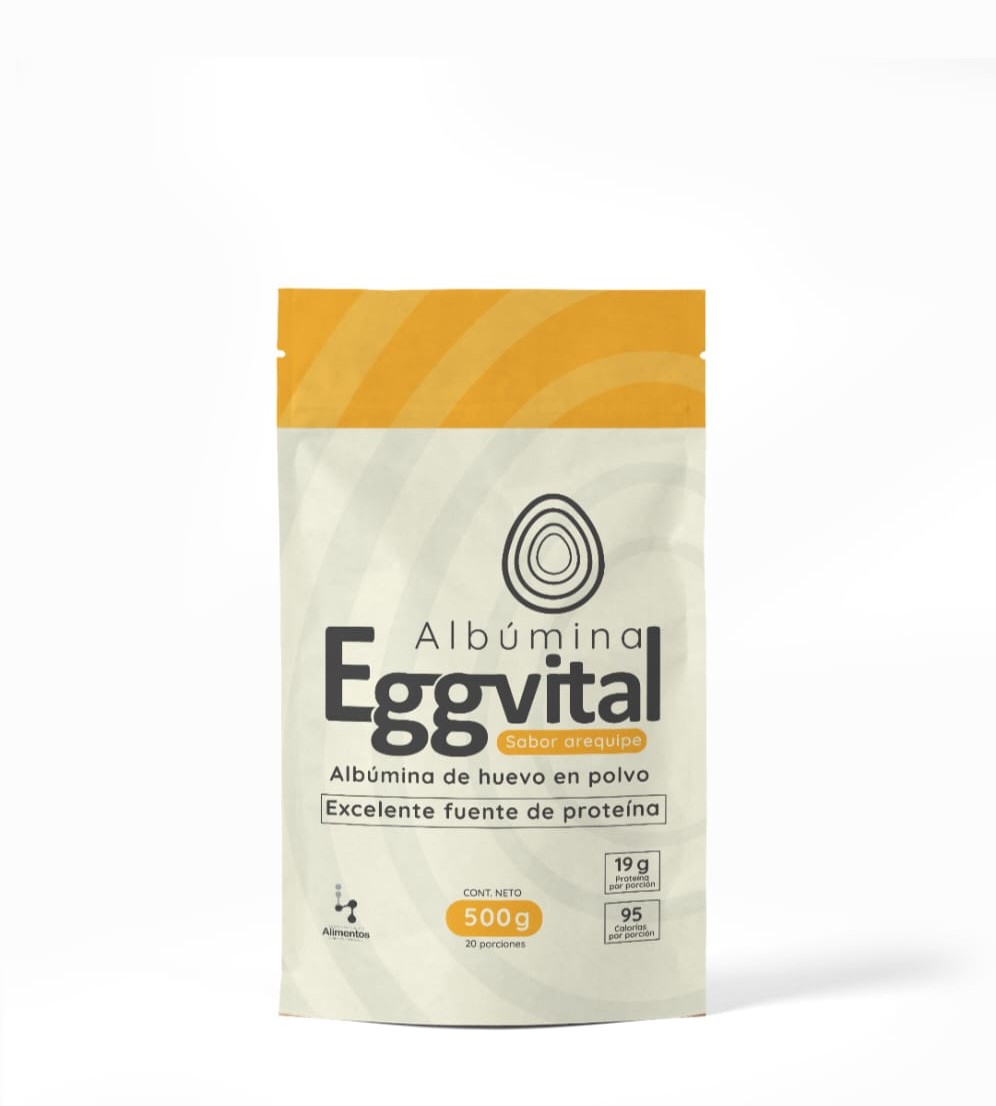 Albúmina
Eggvital
Sabor arequipe
Albúmina de huevo en polvo
Excelente fuente de proteína
19 g
Proteína
por porción
95
Calorías
por porción
CONT. NETO
500g
20 porciones
Alimentos